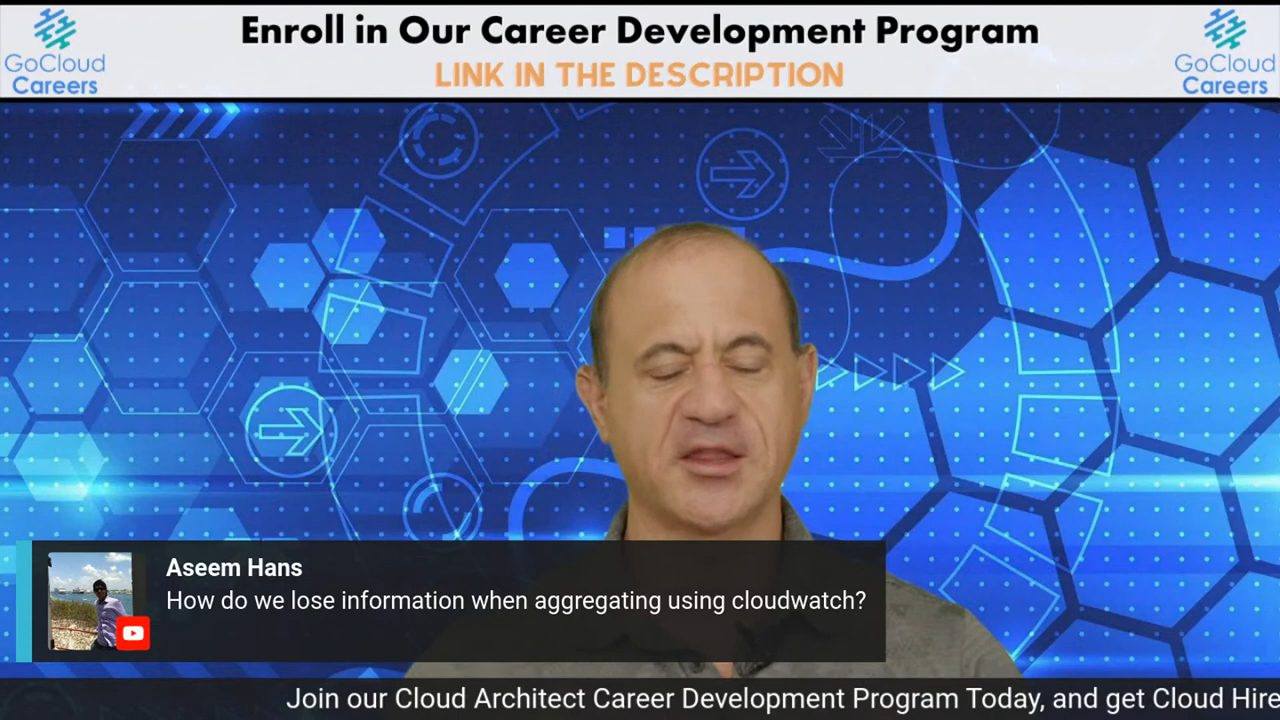 Enroll in Our Career Development Program
LINK IN THE DESCRIPTION
GoCloud
Careers
GoCloud
Careers
Aseem Hans
How do we lose information when aggregating using cloudwatch?
Join our Cloud Architect Career Development Program Today, and get Cloud Hire